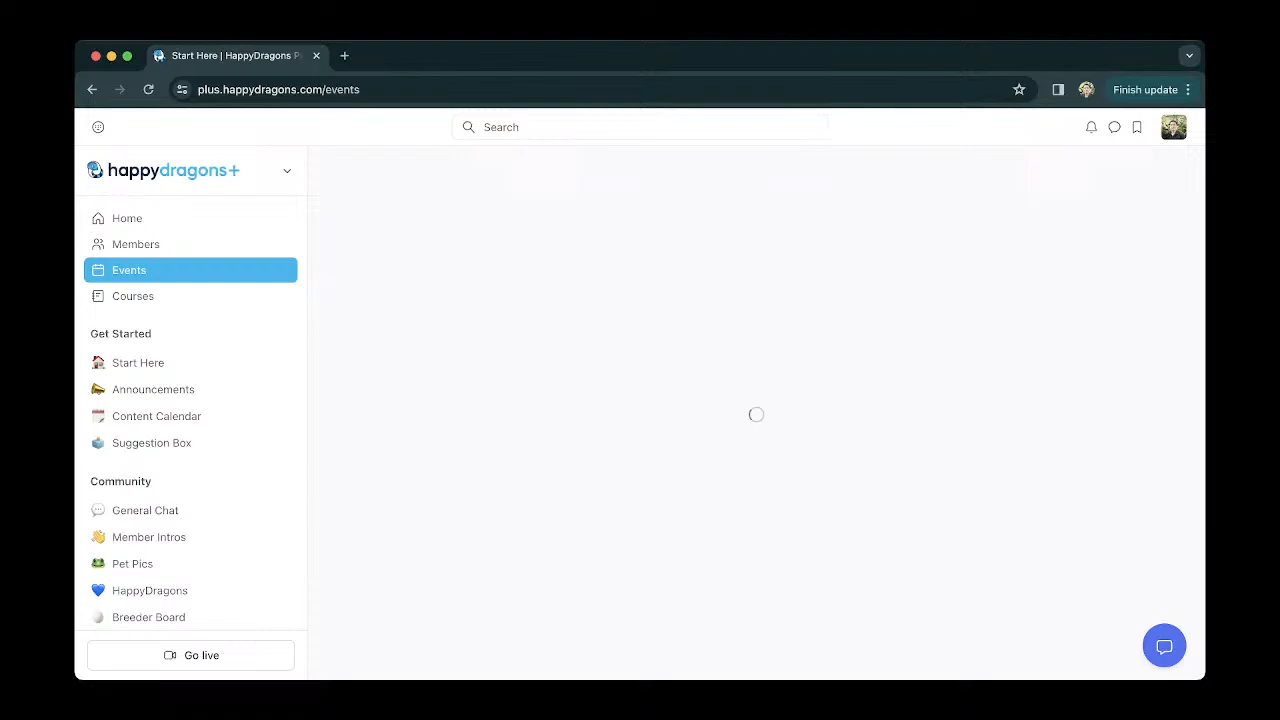 Start Here | HappyDragons P
plus.happydragons.com/events
Finish update
Search
happydragons+
Home
Members
Events
Courses
Get Started
Start Here
Announcements
Content Calendar
Suggestion Box
Community
General Chat
Member Intros
Pet Pics
HappyDragons
Breeder Board
Go live